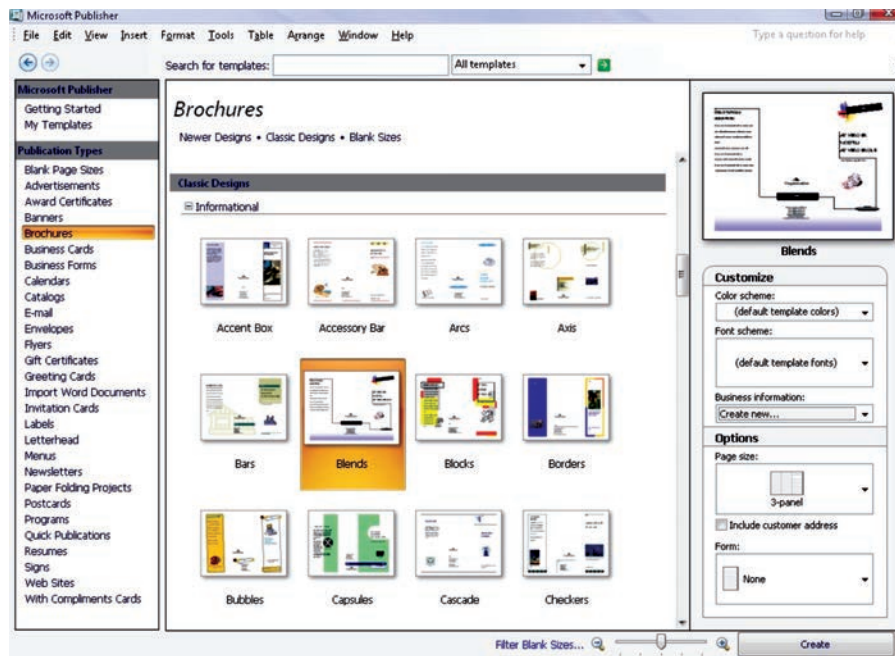 Microsoft Publisher
File Edit View Insert Format Tools Table Arrange Window Help
Type a question for help
Search for templates:
All templates
Microsoft Publisher
Getting Started
My Templates
Publication Types
Blank Page Sizes
Advertisements
Award Certificates
Banners
Brochures
Business Cards
Business Forms
Calendars
Catalogs
E-mail
Envelopes
Flyers
Gift Certificates
Greeting Cards
Import Word Documents
Invitation Cards
Labels
Letterhead
Menus
Newsletters
Paper Folding Projects
Postcards
Programs
Quick Publications
Resumes
Signs
Web Sites
With Compliments Cards
Brochures
Newer Designs • Classic Designs • Blank Sizes
Classic Designs
Informational
Accent Box Accessory Bar Arcs Axis
Bars Blends Blocks Borders
Bubbles Capsules Cascade Checkers
Blends
Customize
Color scheme:
(default template colors)
Font scheme:
(default template fonts)
Business information:
Create new...
Options
Page size:
3-panel
Include customer address
Form:
None
Filter Blank Sizes...
Create